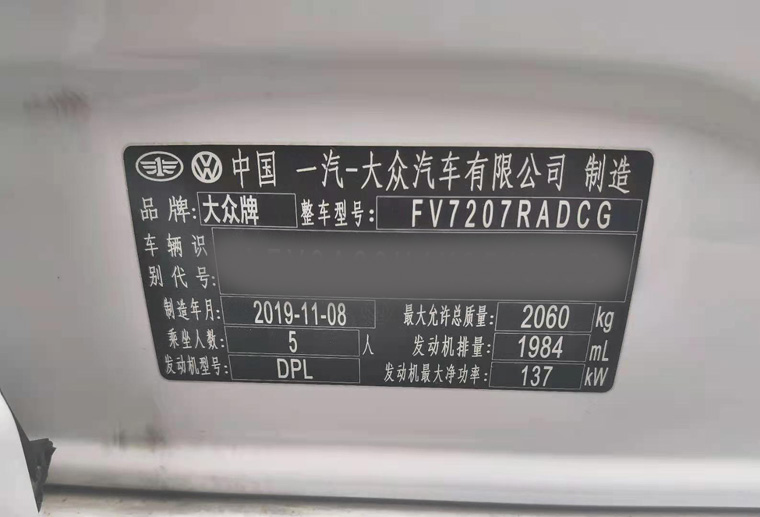 中国 一汽-大众汽车有限公司 制造
品牌: 大众牌 整车型号: FV7207RADCG
车辆识别代号:
制造年月: 2019-11-08 最大允许总质量: 2060 kg
乘坐人数: 5 人 发动机排量: 1984 mL
发动机型号: DPL 发动机最大净功率: 137 kW